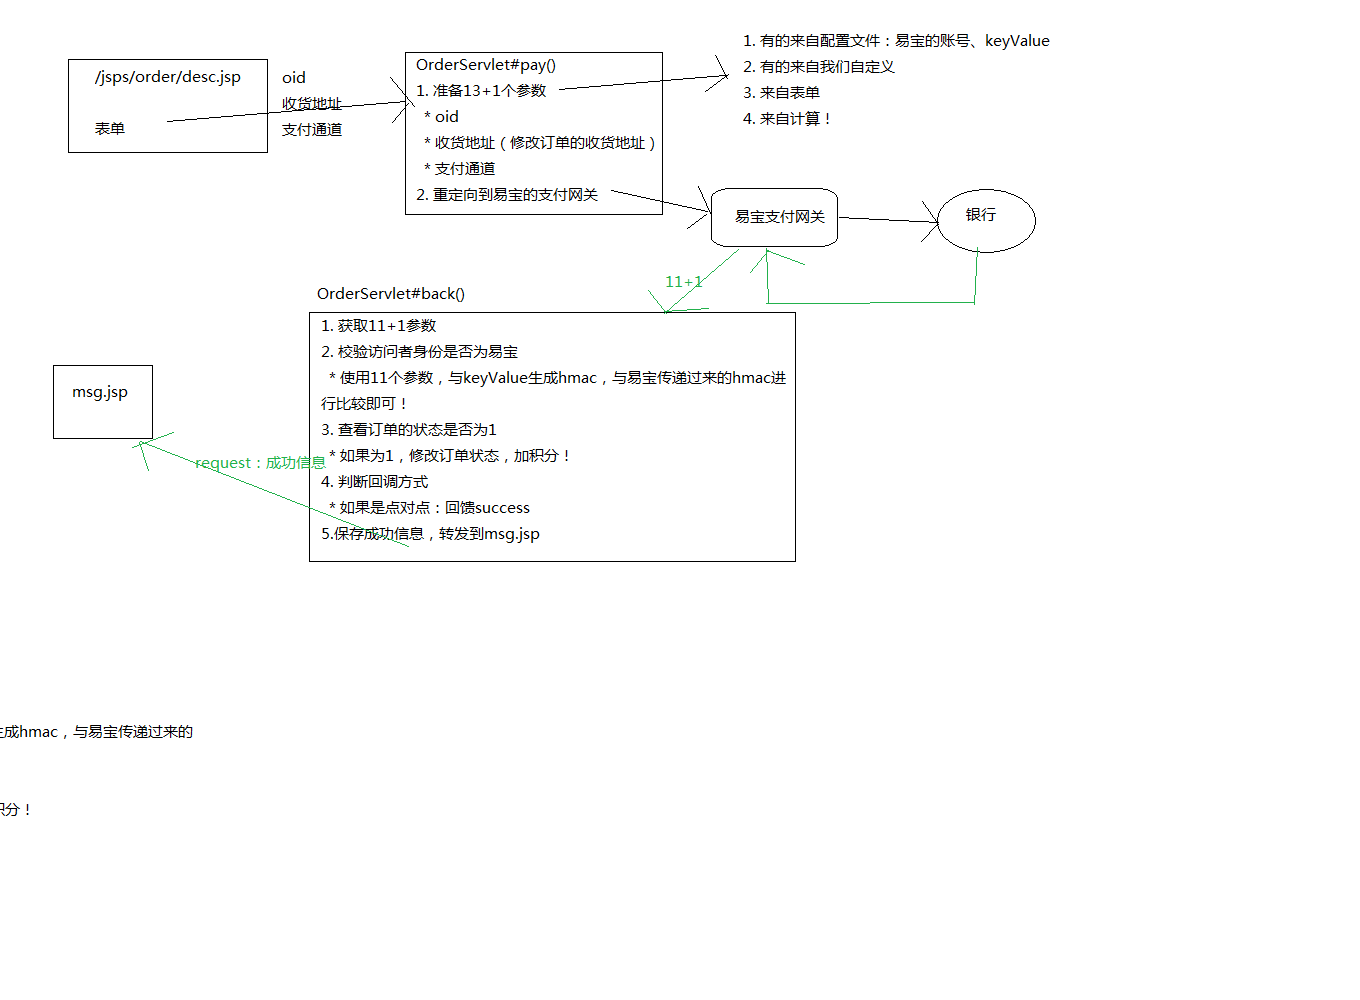 /jsps/order/desc.jsp
表单
oid
收货地址
支付通道
OrderServlet#pay()
1. 准备13+1个参数
* oid
* 收货地址（修改订单的收货地址）
* 支付通道
2. 重定向到易宝的支付网关
1. 有的来自配置文件：易宝的账号、keyValue
2. 有的来自我们自定义
3. 来自表单
4. 来自计算！
易宝支付网关
银行
11+1
OrderServlet#back()
1. 获取11+1参数
2. 校验访问者身份是否为易宝
* 使用11个参数，与keyValue生成hmac，与易宝传递过来的hmac进
行比较即可！
3. 查看订单的状态是否为1
* 如果为1，修改订单状态，加积分！
4. 判断回调方式
* 如果是点对点：回馈success
5.保存成功信息，转发到msg.jsp
msg.jsp
request：成功信息
生成hmac，与易宝传递过来的
积分！